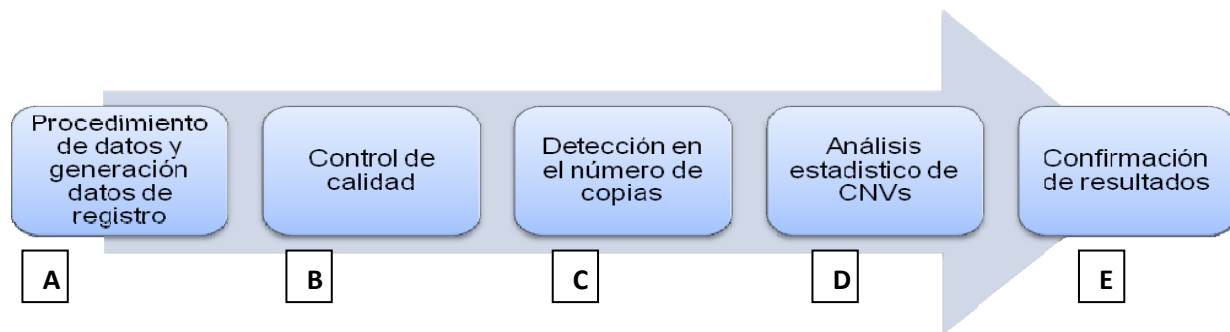 Procedimiento
de datos y
generación
datos de
registro
Control de
calidad
Detección en
el número de
copias
Análisis
estadistico de
CNVs
Confirmación
de resultados
A
B
C
D
E